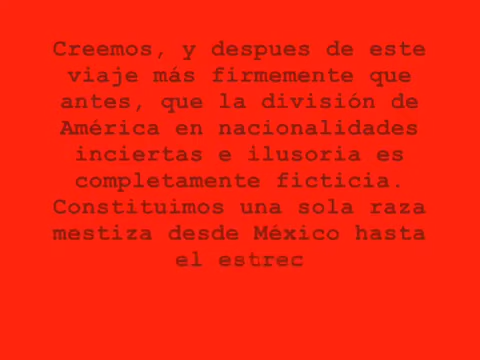 Creemos, y despues de este
viaje más firmemente que
antes, que la división de
América en nacionalidades
inciertas e ilusoria es
completamente ficticia.
Constituimos una sola raza
mestiza desde México hasta
el estrec